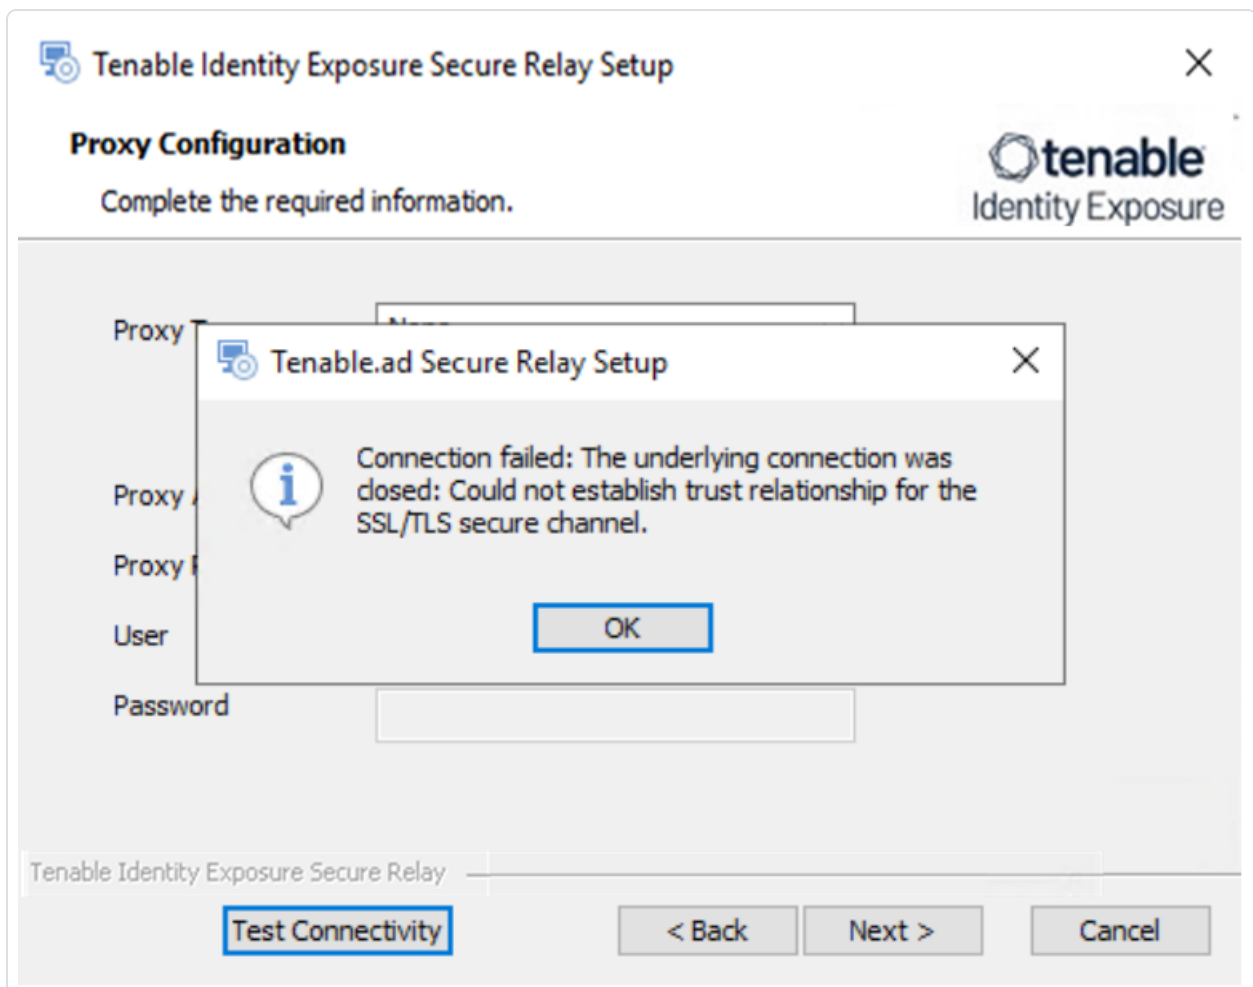 Tenable Identity Exposure Secure Relay Setup
Proxy Configuration
Complete the required information.
tenable
Identity Exposure
Proxy
Tenable.ad Secure Relay Setup
Connection failed: The underlying connection was
closed: Could not establish trust relationship for the
SSL/TLS secure channel.
OK
Proxy
Proxy
User
Password
Tenable Identity Exposure Secure Relay
Test Connectivity
< Back
Next >
Cancel